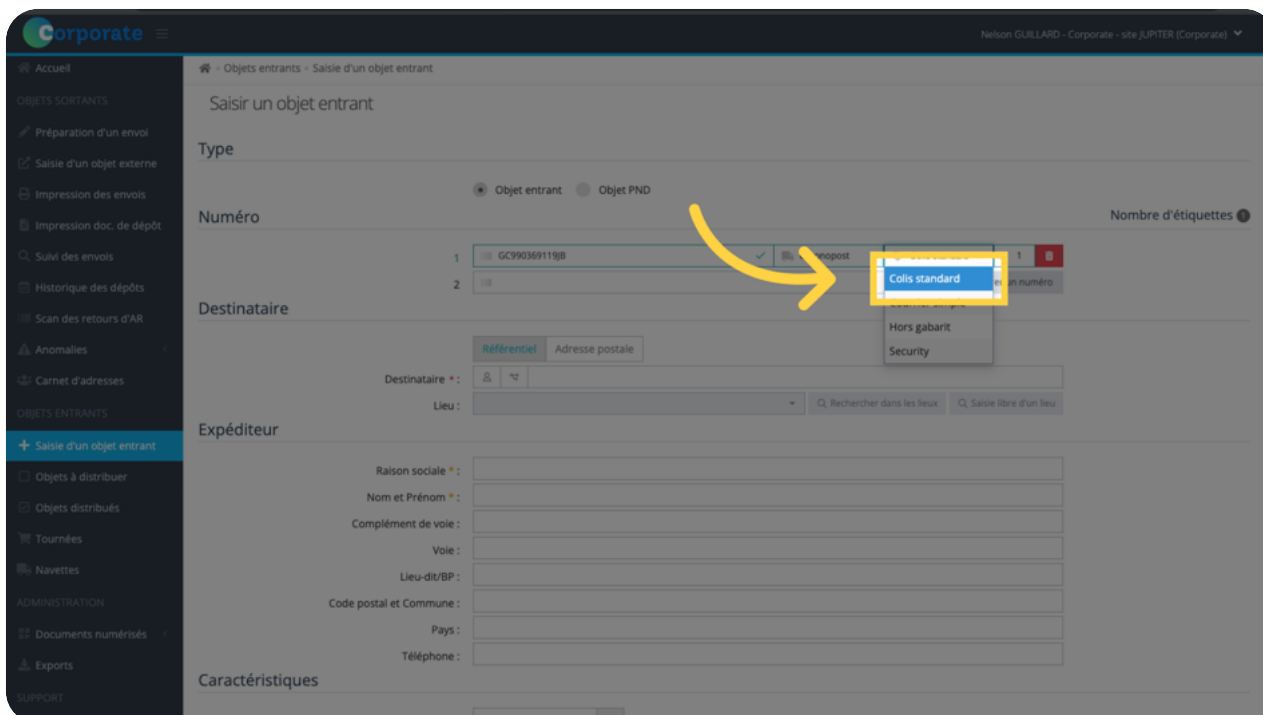 Corporate
Nelson GUILLARD - Corporate - site JUPITER (Corporate)
Accueil
Objets entrants
Saisie d'un objet entrant
OBJETS SORTANTS
Préparation d'un envoi
Saisie d'un objet externe
Impression des envois
Impression doc. de dépôt
Suivi des envois
Historique des dépôts
Scan des retours d'AR
Anomalies
Carnet d'adresses
OBJETS ENTRANTS
Saisie d'un objet entrant
Objets à distribuer
Objets distribués
Tournées
Navettes
ADMINISTRATION
Documents numérisés
Exports
SUPPORT
Saisir un objet entrant
Type
Objet entrant
Objet PND
Numéro
Nombre d'étiquettes
1
GC990369119JB
1
2
un numéro
Colis standard
Hors gabarit
Security
Destinataire
Référentiel
Adresse postale
Destinataire * :
Lieu :
Rechercher dans les lieux
Saisie libre d'un lieu
Expéditeur
Raison sociale * :
Nom et Prénom * :
Complément de voie :
Voie :
Lieu-dit/BP :
Code postal et Commune :
Pays :
Téléphone :
Caractéristiques